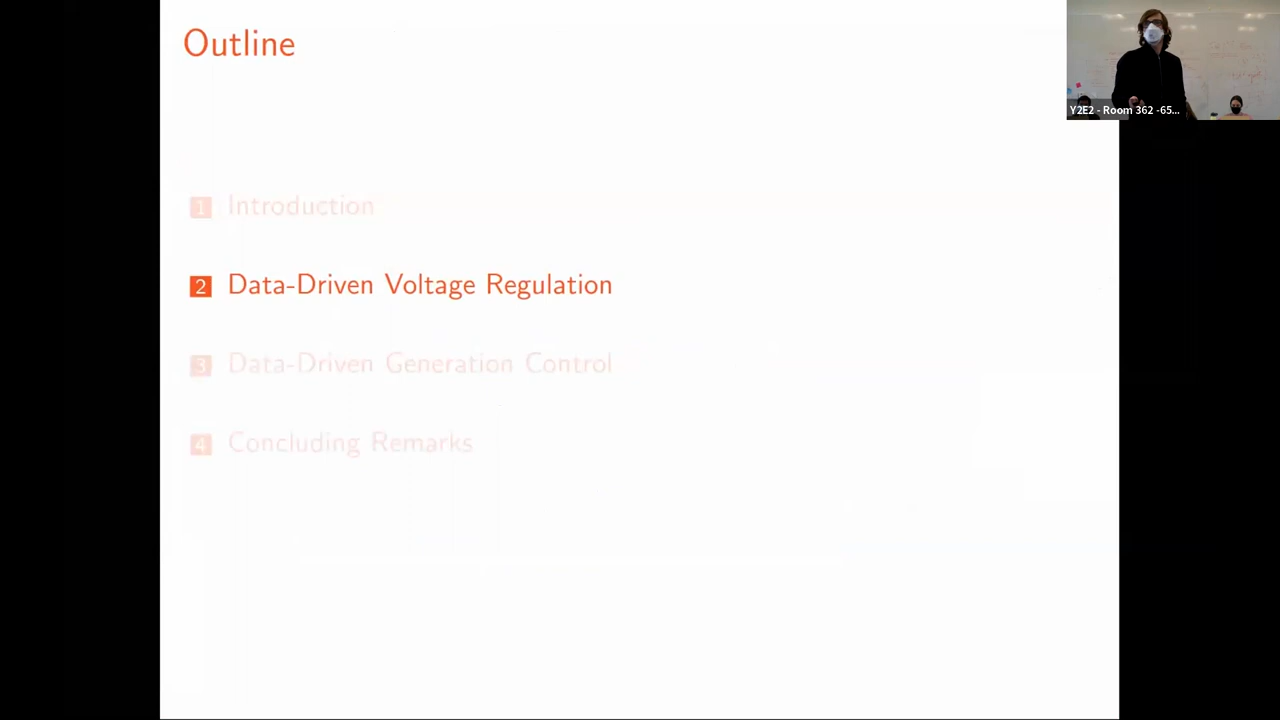 Outline
1 Introduction
2 Data-Driven Voltage Regulation
3 Data-Driven Generation Control
4 Concluding Remarks
Y2E2 - Room 362 -65...